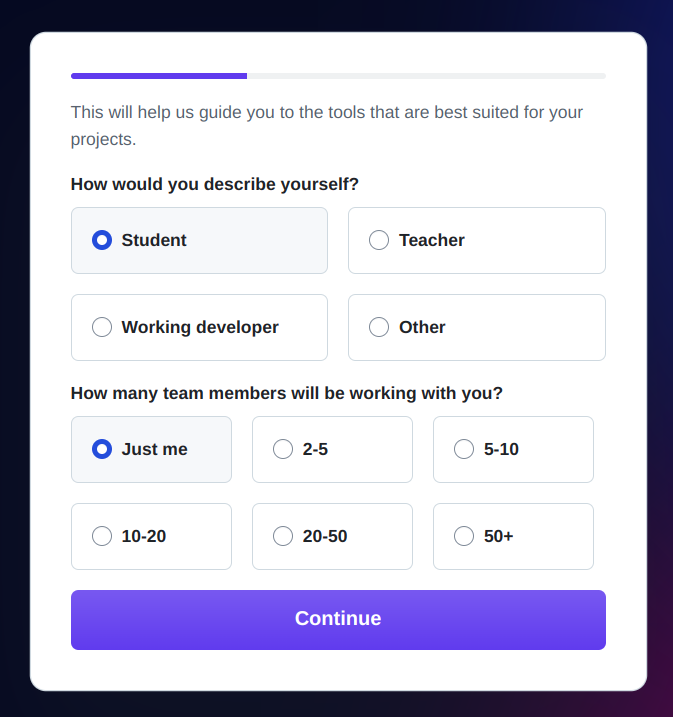 This will help us guide you to the tools that are best suited for your
projects.
How would you describe yourself?
Student
Teacher
Working developer
Other
How many team members will be working with you?
Just me
2-5
5-10
10-20
20-50
50+
Continue